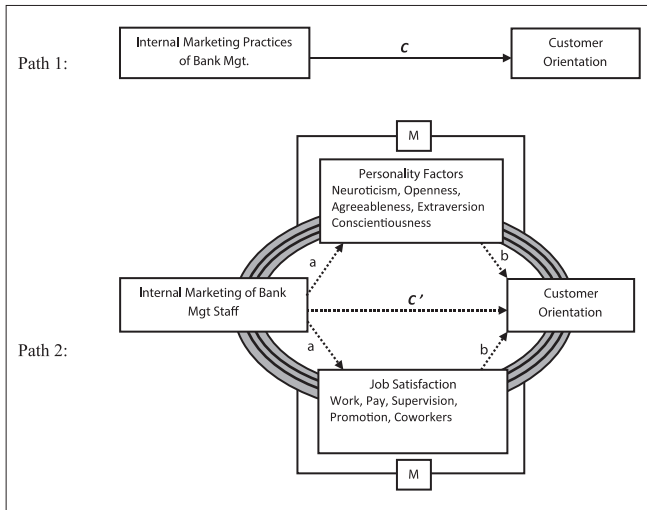 Path 1:
Internal Marketing Practices
of Bank Mgt.
C
Customer
Orientation
M
Personality Factors
Neuroticism, Openness,
Agreeableness, Extraversion
Conscientiousness
a
b
Internal Marketing of Bank
Mgt Staff
C'
Customer
Orientation
Path 2:
a
b
Job Satisfaction
Work, Pay, Supervision,
Promotion, Coworkers
M